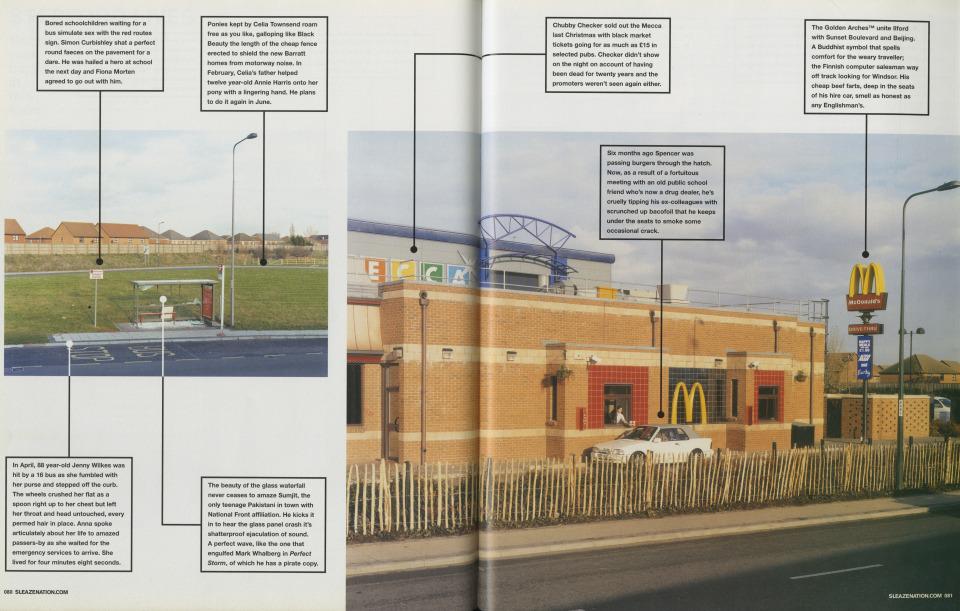 Bored schoolchildren waiting for a
bus simulate sex with the red routes
sign. Simon Curbishley shat a perfect
round faeces on the pavement for a
dare. He was hailed a hero at school
the next day and Fiona Morten
agreed to go out with him.
Ponies kept by Celia Townsend roam
free as you like, galloping like Black
Beauty the length of the cheap fence
erected to shield the new Barratt
homes from motorway noise. In
February, Celia's father helped
twelve year-old Annie Harris onto her
pony with a lingering hand. He plans
to do it again in June.
Chubby Checker sold out the Mecca
last Christmas with black market
tickets going for as much as £15 in
selected pubs. Checker didn't show
on the night on account of having
been dead for twenty years and the
promoters weren't seen again either.
The Golden Arches™ unite Ilford
with Sunset Boulevard and Beijing.
A Buddhist symbol that spells
comfort for the weary traveller;
the Finnish computer salesman way
off track looking for Windsor. His
cheap beef farts, deep in the seats
of his hire car, smell as honest as
any Englishman's.
Six months ago Spencer was
passing burgers through the hatch.
Now, as a result of a fortuitous
meeting with an old public school
friend who's now a drug dealer, he's
cruelly tipping his ex-colleagues with
scrunched up bacofoil that he keeps
under the seats to smoke some
occasional crack.
ECCA
McDonald's
DRIVE-THRU
In April, 88 year-old Jenny Wilkes was
hit by a 16 bus as she fumbled with
her purse and stepped off the curb.
The wheels crushed her flat as a
spoon right up to her chest but left
her throat and head untouched, every
permed hair in place. Anna spoke
articulately about her life to amazed
passers-by as she waited for the
emergency services to arrive. She
lived for four minutes eight seconds.
The beauty of the glass waterfall
never ceases to amaze Sumjit, the
only teenage Pakistani in town with
National Front affiliation. He kicks it
in to hear the glass panel crash it's
shatterproof ejaculation of sound.
A perfect wave, like the one that
engulfed Mark Whalberg in Perfect
Storm, of which he has a pirate copy.
080 SLEAZENATION.COM
SLEAZENATION.COM 081